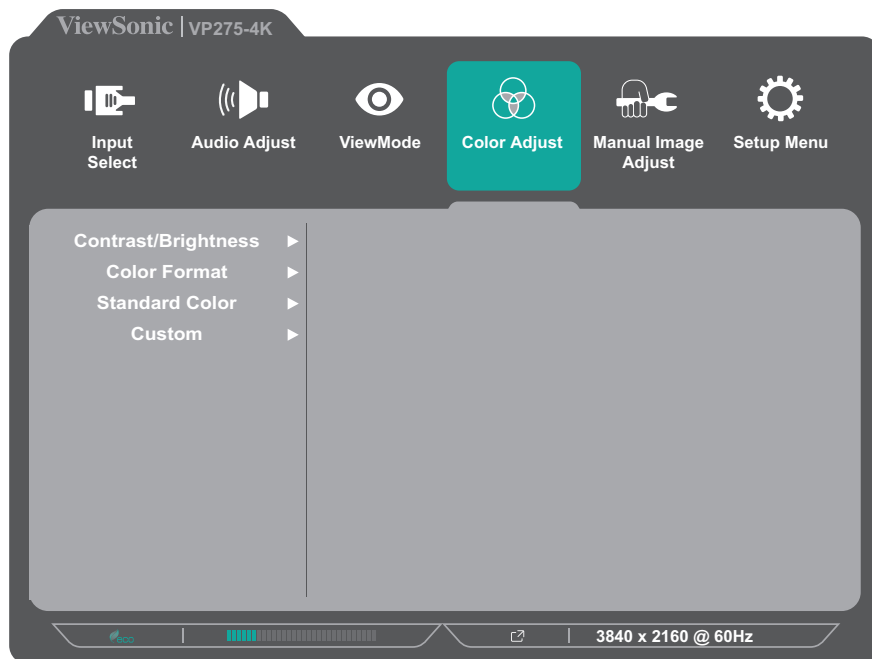 ViewSonic | VP275-4K
Input
Select
Audio Adjust
ViewMode
Color Adjust
Manual Image
Adjust
Setup Menu
Contrast/Brightness
Color Format
Standard Color
Custom
eco
3840 x 2160 @ 60Hz